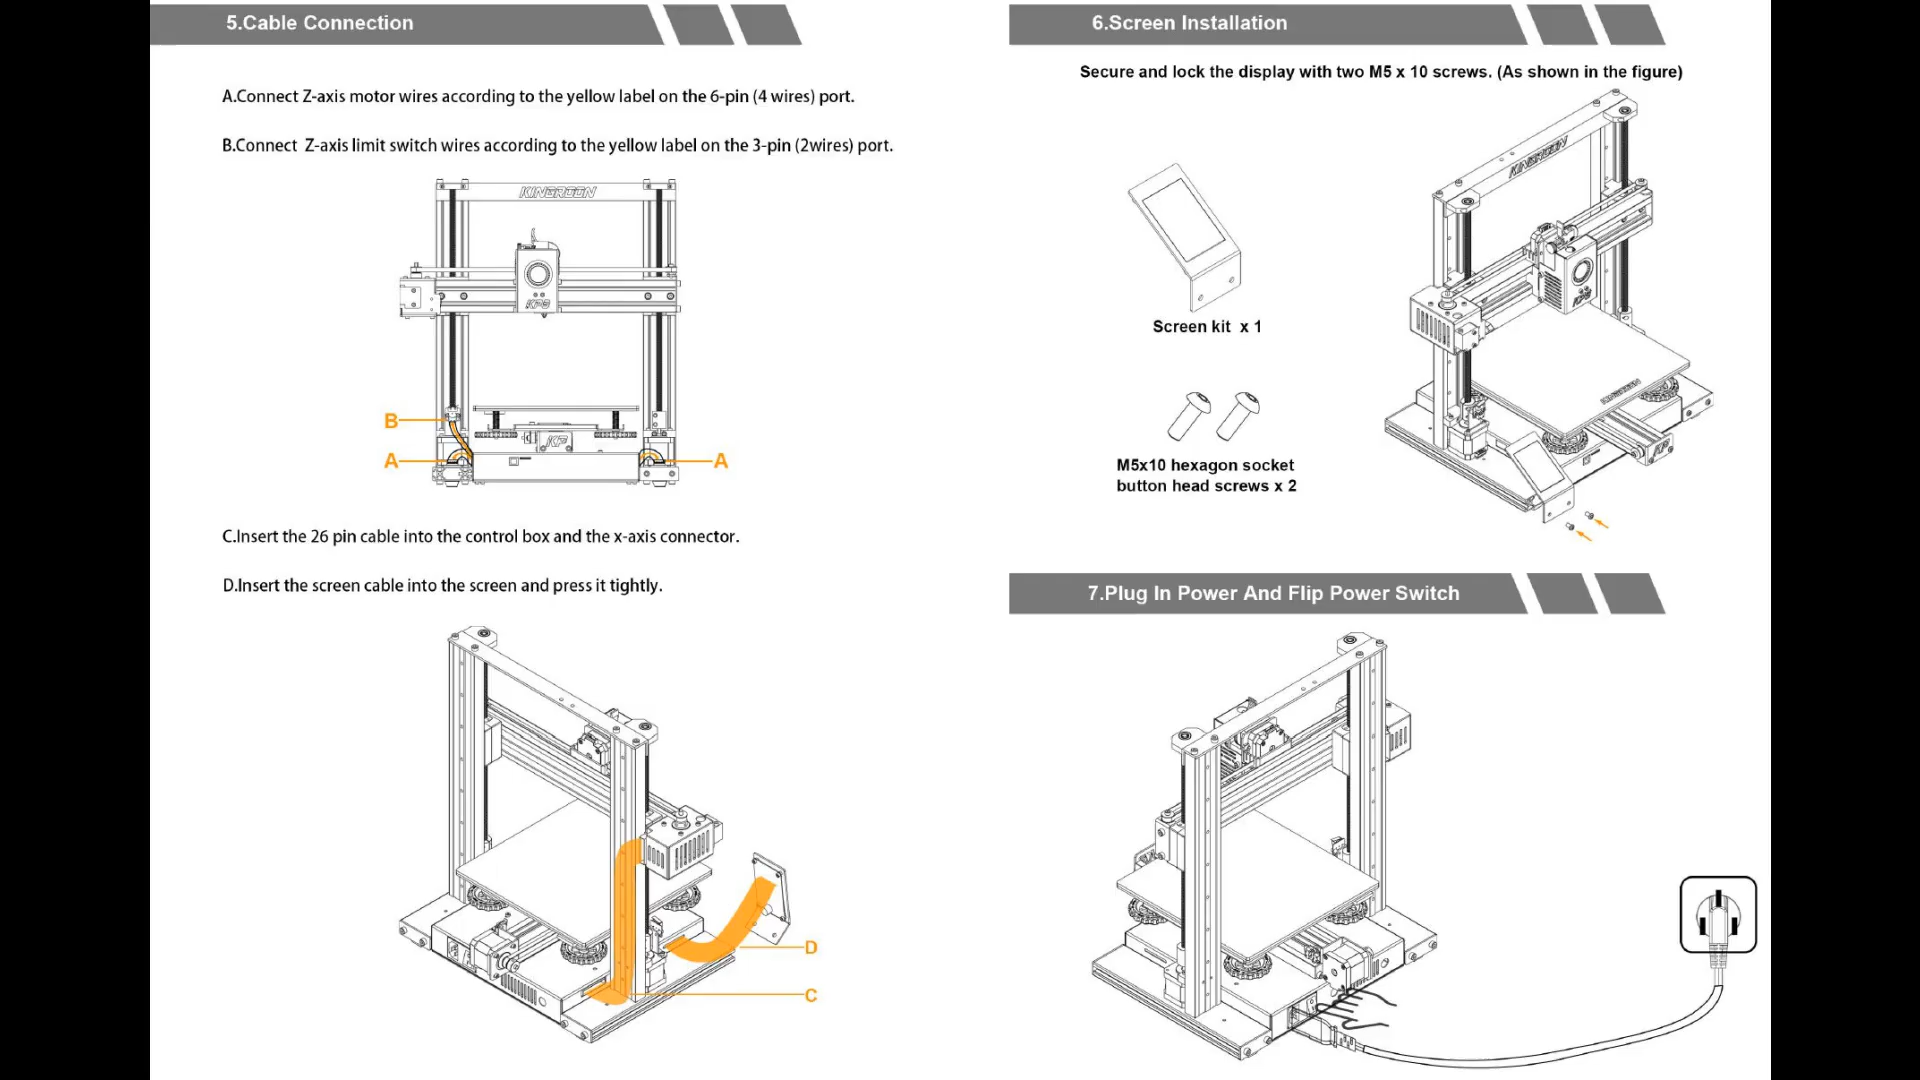 5.Cable Connection
A.Connect Z-axis motor wires according to the yellow label on the 6-pin (4 wires) port.
B.Connect Z-axis limit switch wires according to the yellow label on the 3-pin (2wires) port.
KINGROON
KP3
B
KP
A
A
C.Insert the 26 pin cable into the control box and the x-axis connector.
D.Insert the screen cable into the screen and press it tightly.
D
C
6.Screen Installation
Secure and lock the display with two M5 x 10 screws. (As shown in the figure)
KINGROON
KP3
KINGROON
KP
Screen kit x 1
M5x10 hexagon socket
button head screws x 2
7.Plug In Power And Flip Power Switch